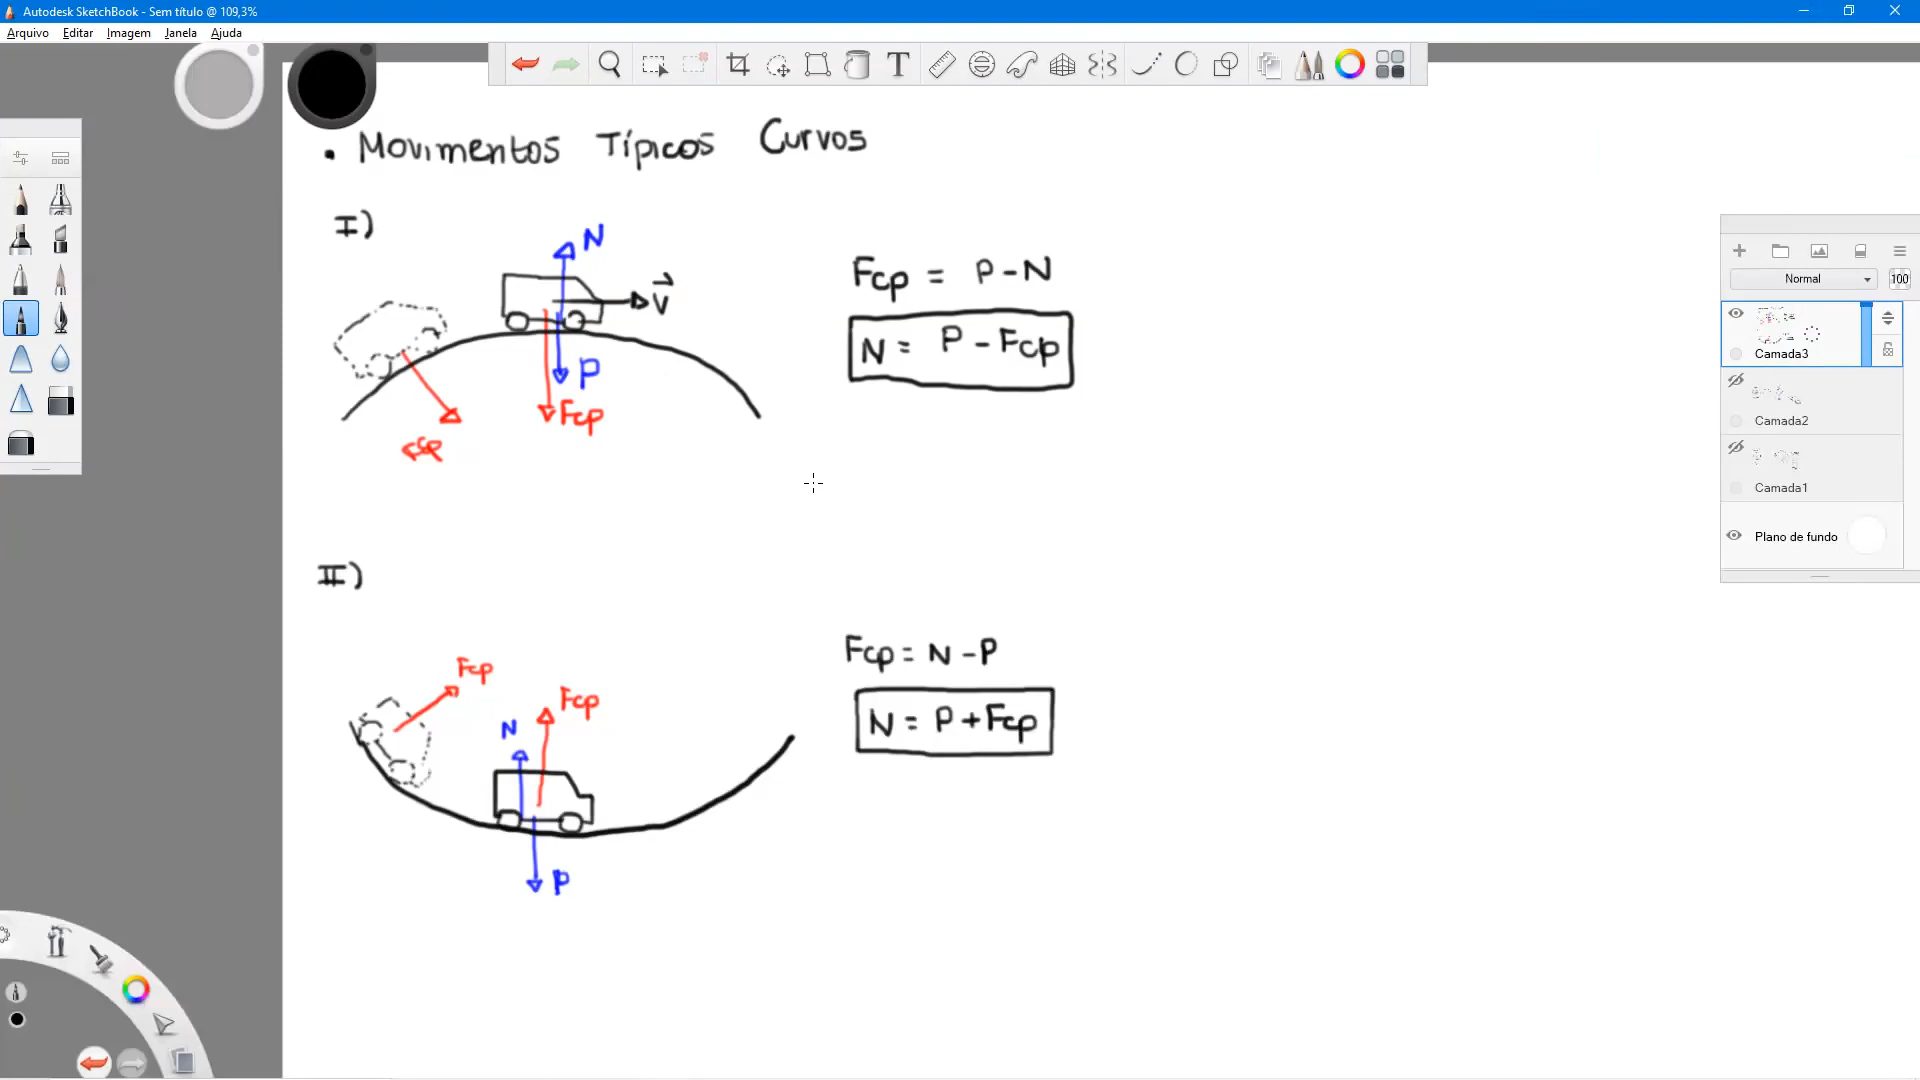 Autodesk SketchBook - Sem título @ 109,3%
Arquivo Editar Imagem Janela Ajuda
T
• Movimentos Típicos Curvos
I)
N
V
P
Fcp
Fcp
Fcp = P - N
N = P - Fcp
II)
Fcp
Fcp
N
P
Fcp = N - P
N = P + Fcp
Normal 100
Camada3
Camada2
Camada1
Plano de fundo